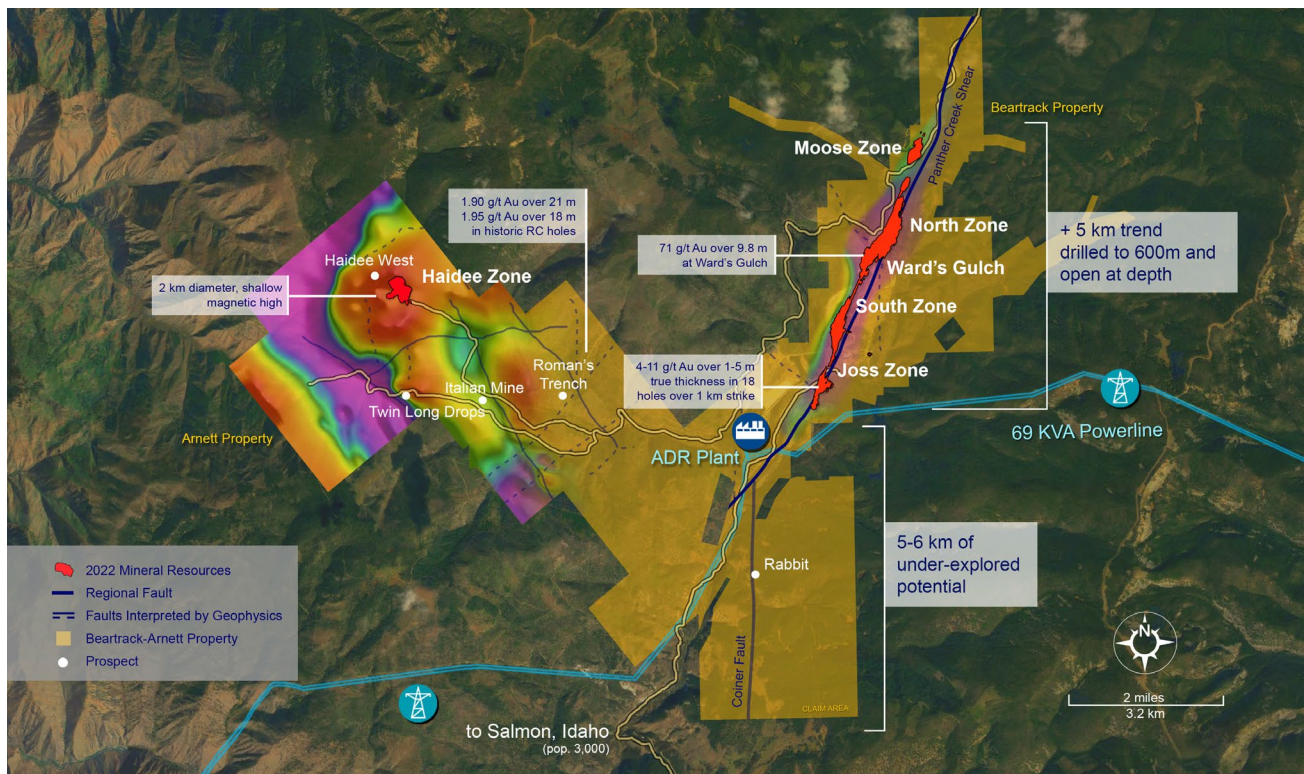 Beartrack Property
Panther Creek Shear
Moose Zone
1.90 g/t Au over 21 m
1.95 g/t Au over 18 m
in historic RC holes
North Zone
+ 5 km trend
drilled to 600m and
open at depth
71 g/t Au over 9.8 m
at Ward's Gulch
Ward's Gulch
Haidee West
Haidee Zone
2 km diameter, shallow
magnetic high
South Zone
4-11 g/t Au over 1-5 m
true thickness in 18
holes over 1 km strike
Joss Zone
Roman's
Trench
Italian Mine
Twin Long Drops
Arnett Property
69 KVA Powerline
ADR Plant
5-6 km of
under-explored
potential
Rabbit
Coiner Fault
CLAIM AREA
2022 Mineral Resources
Regional Fault
Faults Interpreted by Geophysics
Beartrack-Arnett Property
Prospect
to Salmon, Idaho
(pop. 3,000)
N
2 miles
3.2 km